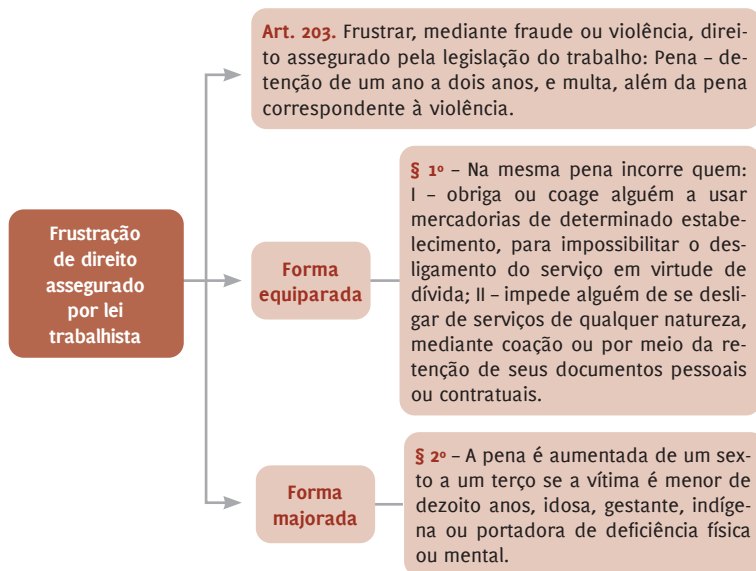 Art. 203. Frustrar, mediante fraude ou violência, direi-
to assegurado pela legislação do trabalho: Pena – de-
tenção de um ano a dois anos, e multa, além da pena
correspondente à violência.
Frustração
de direito
assegurado
por lei
trabalhista
Forma
equiparada
§ 1º – Na mesma pena incorre quem:
I – obriga ou coage alguém a usar
mercadorias de determinado estabe-
lecimento, para impossibilitar o des-
ligamento do serviço em virtude de
dívida; II – impede alguém de se desli-
gar de serviços de qualquer natureza,
mediante coação ou por meio da re-
tenção de seus documentos pessoais
ou contratuais.
Forma
majorada
§ 2º – A pena é aumentada de um sex-
to a um terço se a vítima é menor de
dezoito anos, idosa, gestante, indíge-
na ou portadora de deficiência física
ou mental.